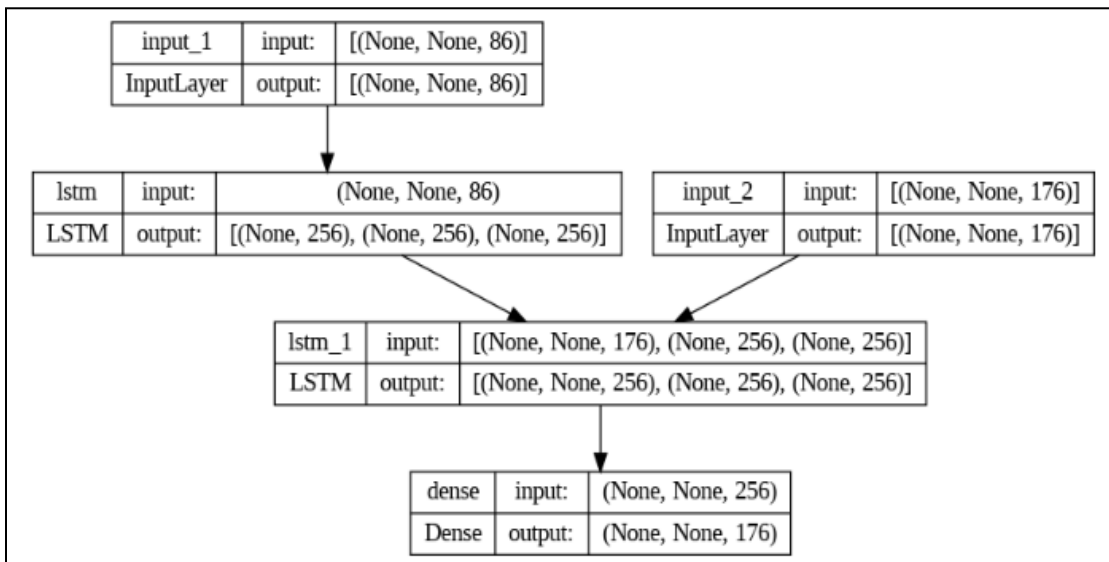 input_1 input: [(None, None, 86)]
InputLayer output: [(None, None, 86)]
lstm input: (None, None, 86)
LSTM output: [(None, 256), (None, 256), (None, 256)]
input_2 input: [(None, None, 176)]
InputLayer output: [(None, None, 176)]
lstm_1 input: [(None, None, 176), (None, 256), (None, 256)]
LSTM output: [(None, None, 256), (None, 256), (None, 256)]
dense input: (None, None, 256)
Dense output: (None, None, 176)